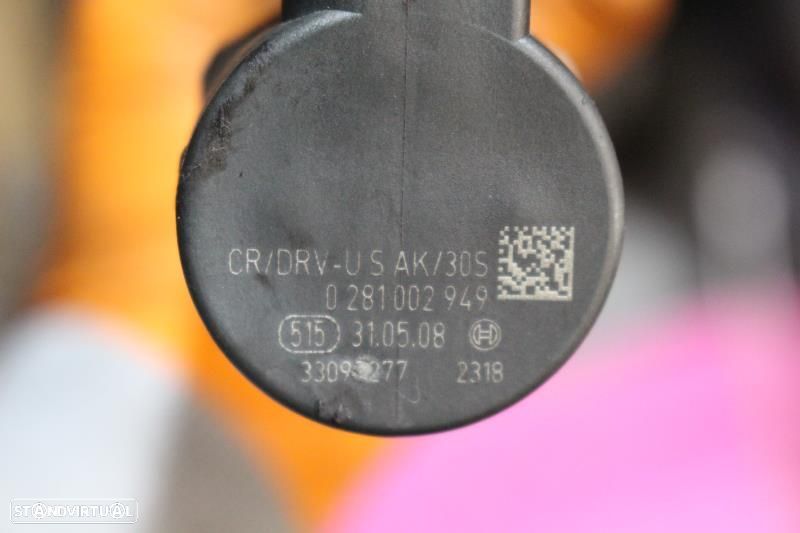 CR/DRV-U S AK/30S
0 281 002 949
515 31.05.08
2318
STANDVIRTUAL